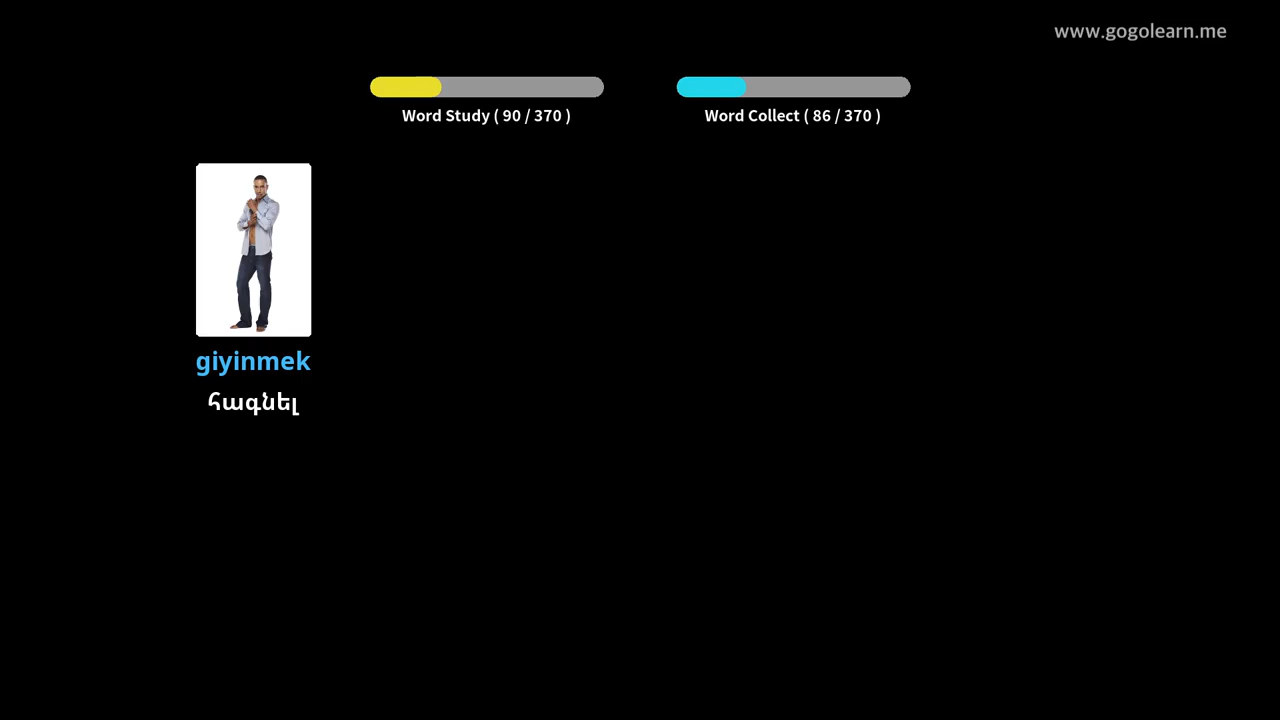 www.gogolearn.me
Word Study ( 90 / 370 )
Word Collect ( 86 / 370 )
giyinmek
հագնել